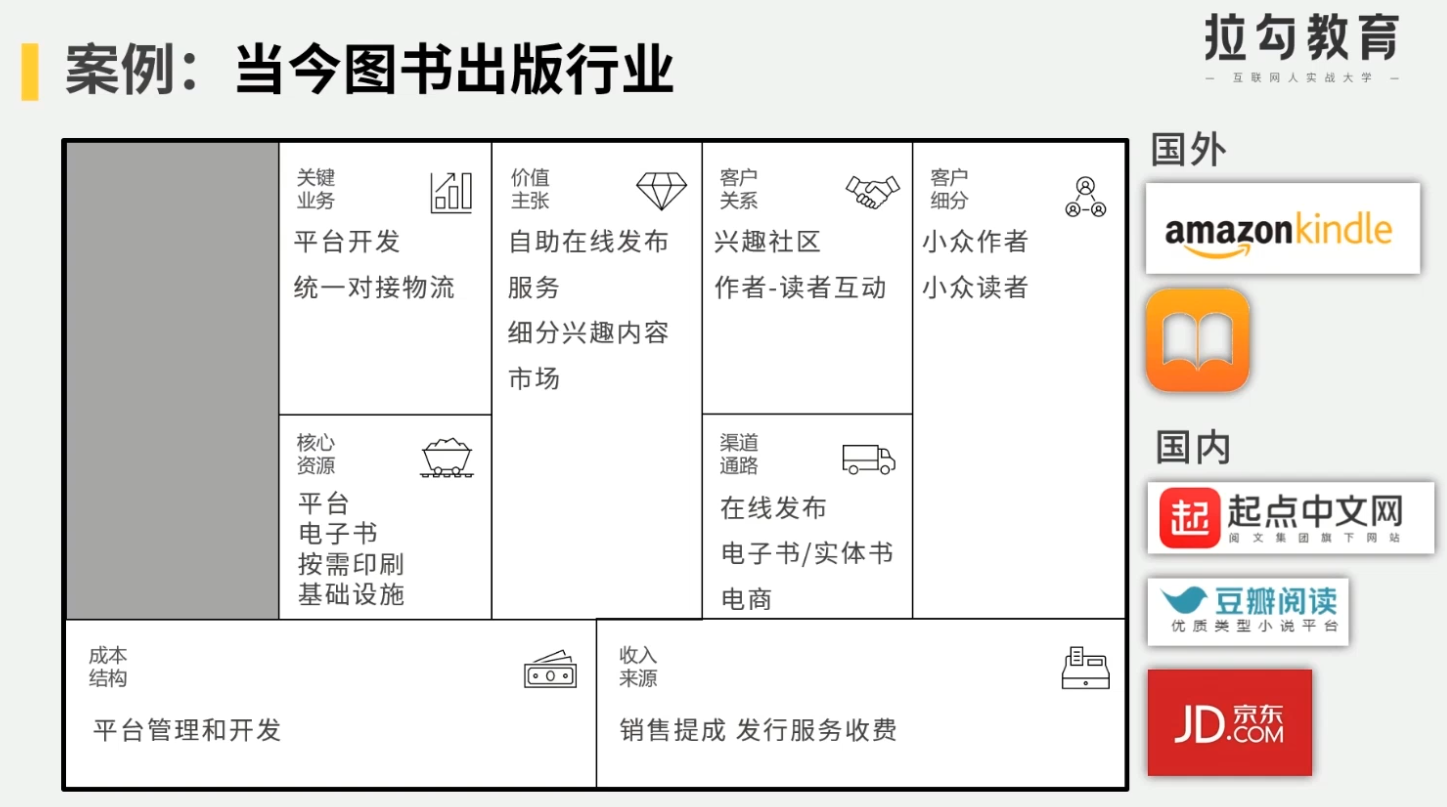 案例：当今图书出版行业
拉勾教育
— 互联网人实战大学 —
关键
业务
平台开发
统一对接物流
价值
主张
自助在线发布
服务
细分兴趣内容
市场
客户
关系
兴趣社区
作者-读者互动
客户
细分
小众作者
小众读者
核心
资源
平台
电子书
按需印刷
基础设施
渠道
通路
在线发布
电子书/实体书
电商
成本
结构
平台管理和开发
收入
来源
销售提成 发行服务收费
国外
amazonkindle
国内
起 起点中文网
阅文集团旗下网站
豆瓣阅读
优质类型小说平台
JD京东
.COM